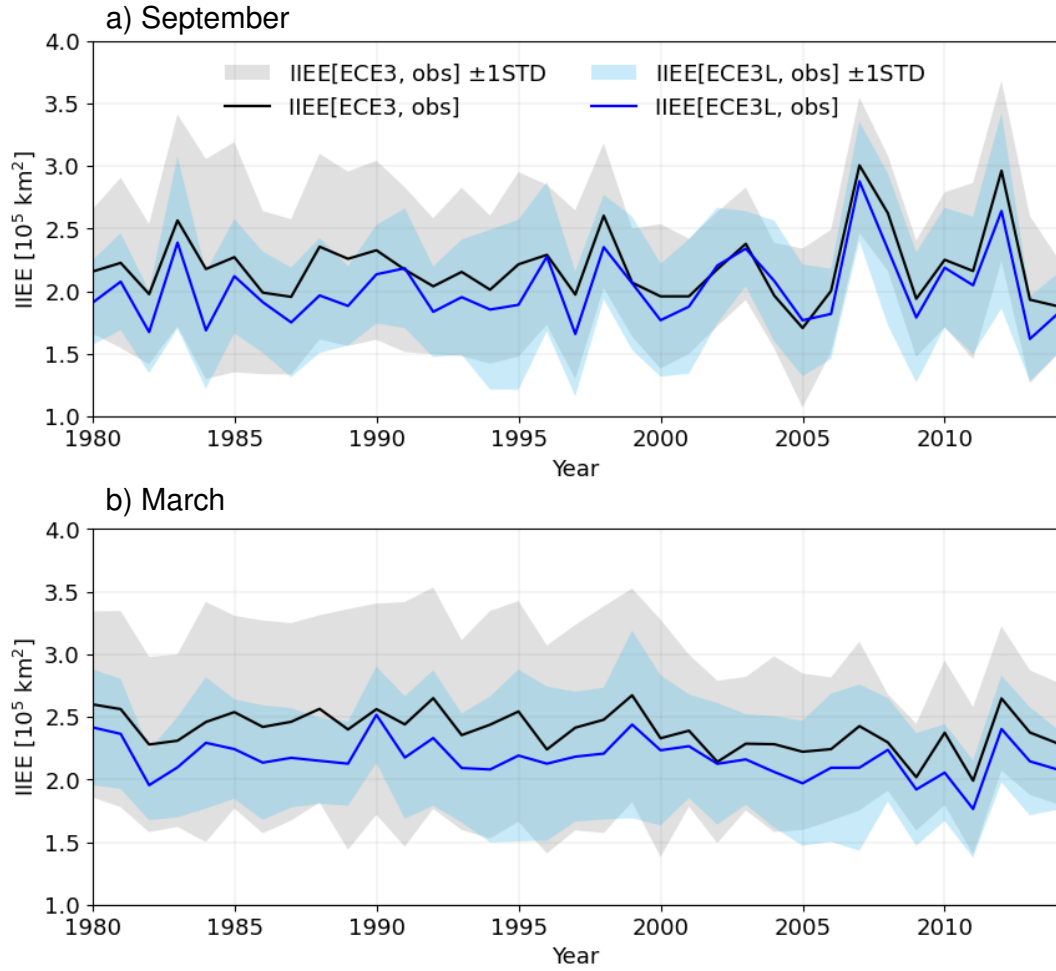 a) September
4.0
3.5
3.0
2.5
2.0
1.5
1.0
IIEE [10⁵ km²]
IIEE[ECE3, obs] ±1STD
IIEE[ECE3L, obs] ±1STD
IIEE[ECE3, obs]
IIEE[ECE3L, obs]
1980 1985 1990 1995 2000 2005 2010
Year
b) March
4.0
3.5
3.0
2.5
2.0
1.5
1.0
IIEE [10⁵ km²]
1980 1985 1990 1995 2000 2005 2010
Year